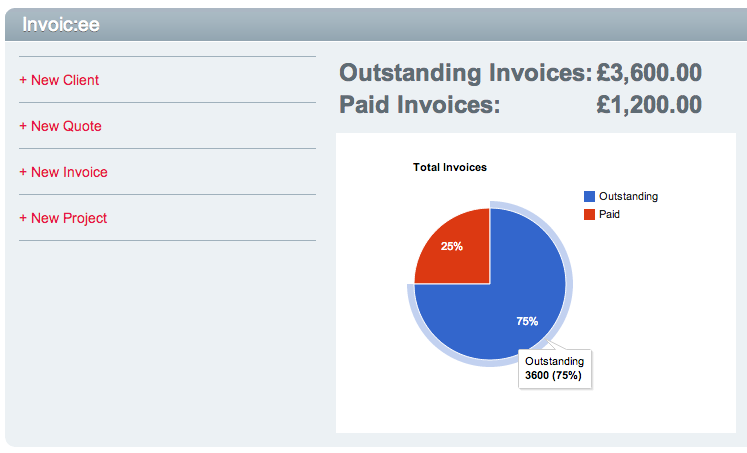 Invoic:ee
+ New Client
+ New Quote
+ New Invoice
+ New Project
Outstanding Invoices: £3,600.00
Paid Invoices: £1,200.00
Total Invoices
Outstanding
Paid
25%
75%
Outstanding
3600 (75%)